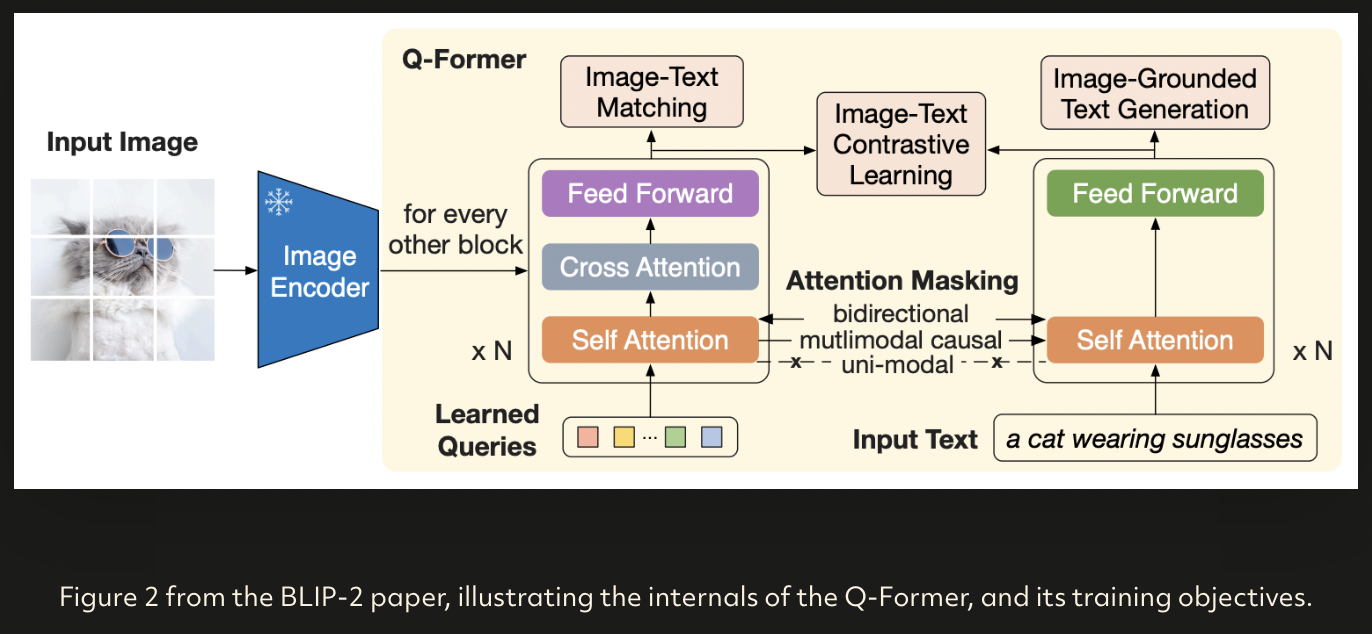 Q-Former
Image-Text
Matching
Image-Grounded
Text Generation
Image-Text
Contrastive
Learning
Input Image
Feed Forward
Feed Forward
for every
other block
Image
Encoder
Cross Attention
Attention Masking
bidirectional
Self Attention
mutlimodal causal
Self Attention
x N
x--uni-modal--x
x N
Learned
Queries
...
Input Text
a cat wearing sunglasses
Figure 2 from the BLIP-2 paper, illustrating the internals of the Q-Former, and its training objectives.